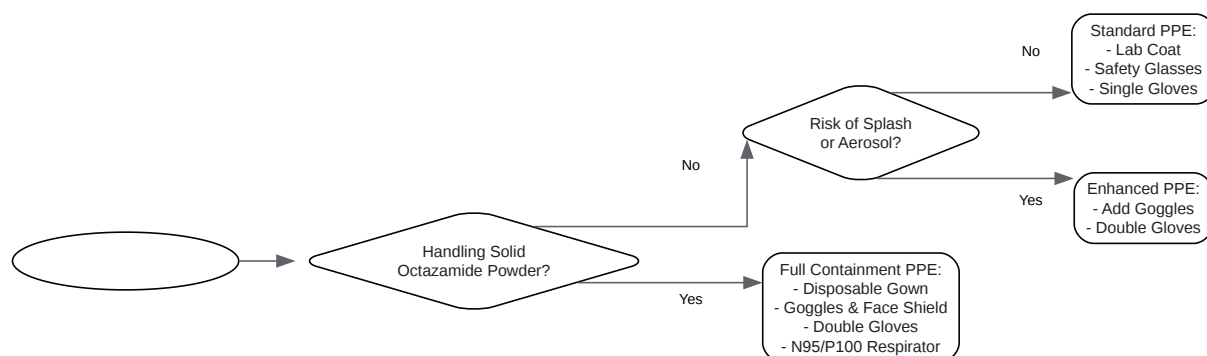 No
Standard PPE:
- Lab Coat
- Safety Glasses
- Single Gloves
Risk of Splash
or Aerosol?
No
Yes
Enhanced PPE:
- Add Goggles
- Double Gloves
Handling Solid
Octazamide Powder?
Yes
Full Containment PPE:
- Disposable Gown
- Goggles & Face Shield
- Double Gloves
- N95/P100 Respirator